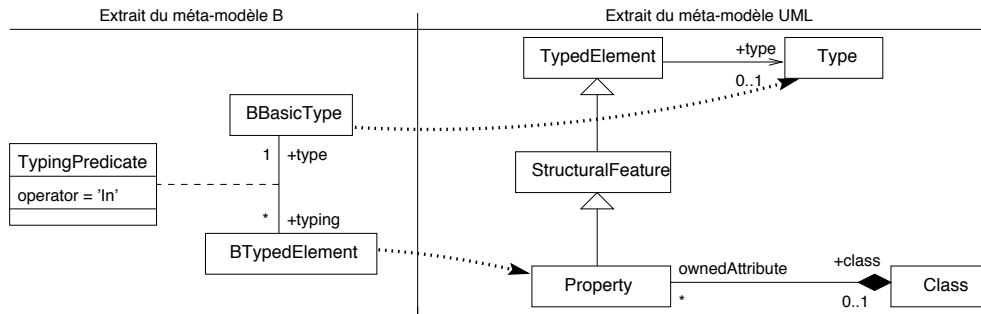 Extrait du méta-modèle B
Extrait du méta-modèle UML
TypedElement
+type
0..1
Type
BBasicType
1
+type
TypingPredicate
operator = 'In'
StructuralFeature
*
+typing
BTypedElement
Property
ownedAttribute
*
+class
0..1
Class